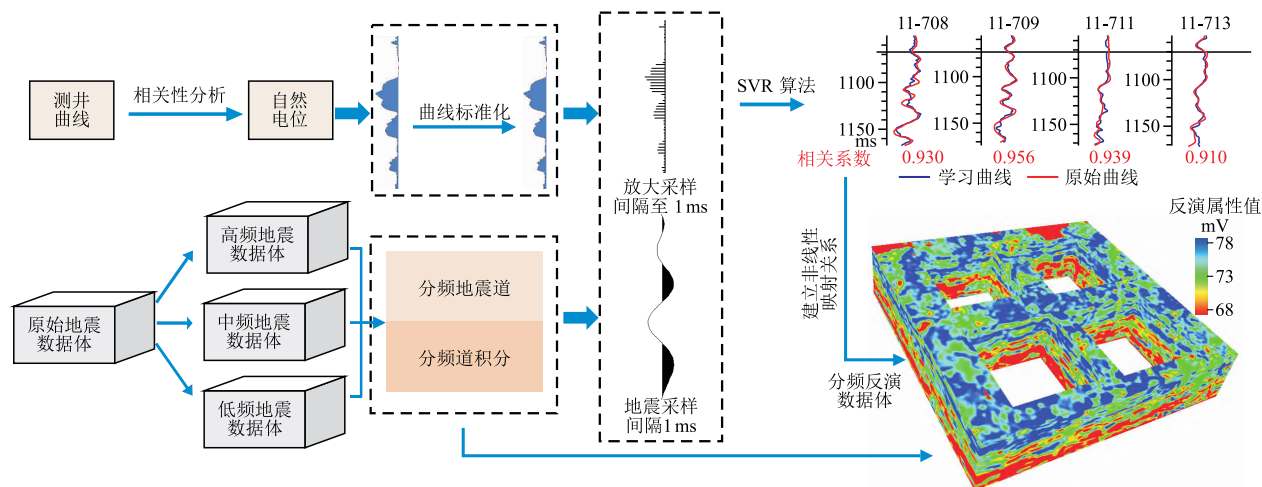 测井
曲线
相关性分析
自然
电位
曲线标准化
放大采样
间隔至 1 ms
SVR 算法
11-708
11-709
11-711
11-713
1100
1100
1100
1100
1150
1150
1150
1150
ms
相关系数
0.930
0.956
0.939
0.910
学习曲线
原始曲线
原始地震
数据体
高频地震
数据体
中频地震
数据体
低频地震
数据体
分频地震道
分频道积分
地震采样
间隔1 ms
建立非线性
映射关系
分频反演
数据体
反演属性值
mV
78
73
68